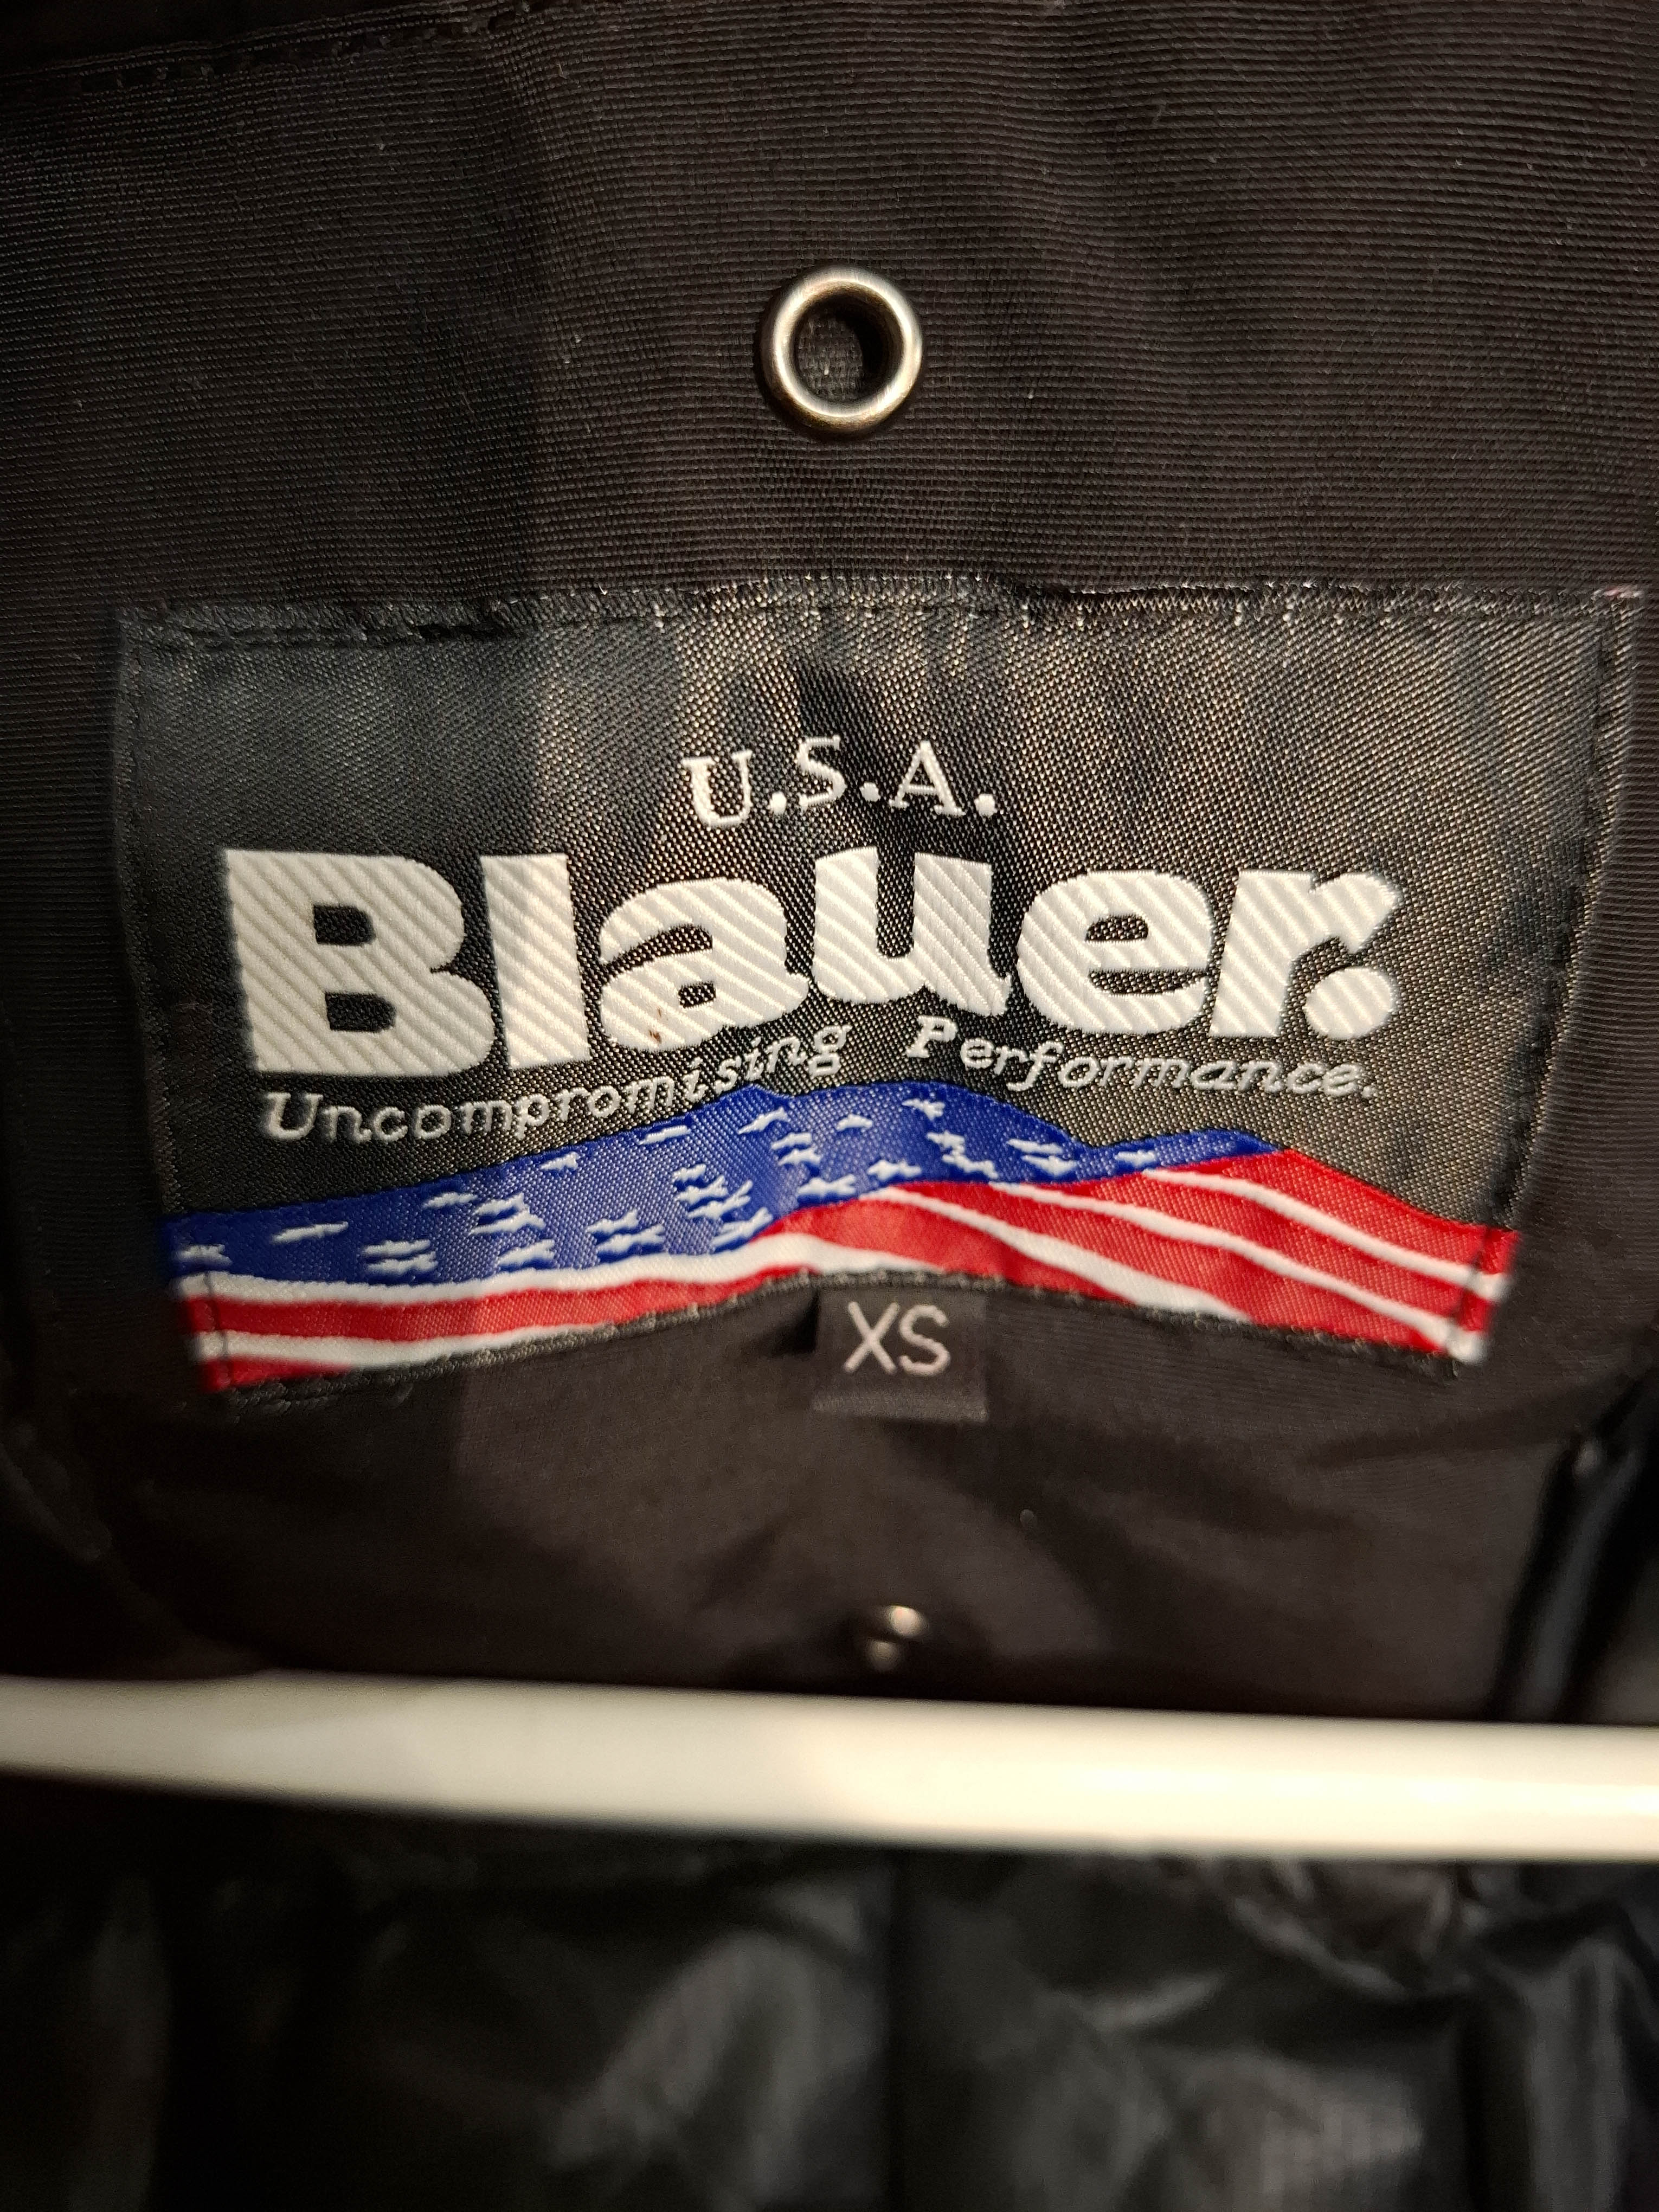 U.S.A.
Blauer.
Uncompromising Performance.
XS